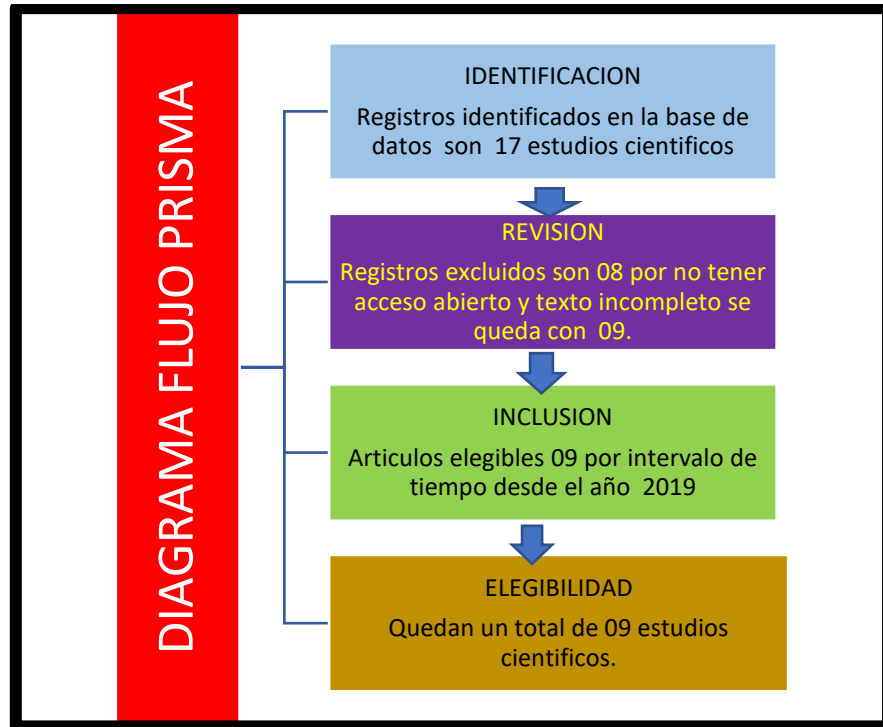 DIAGRAMA FLUJO PRISMA
IDENTIFICACION
Registros identificados en la base de
datos son 17 estudios cientificos
REVISION
Registros excluidos son 08 por no tener
acceso abierto y texto incompleto se
queda con 09.
INCLUSION
Articulos elegibles 09 por intervalo de
tiempo desde el año 2019
ELEGIBILIDAD
Quedan un total de 09 estudios
cientificos.